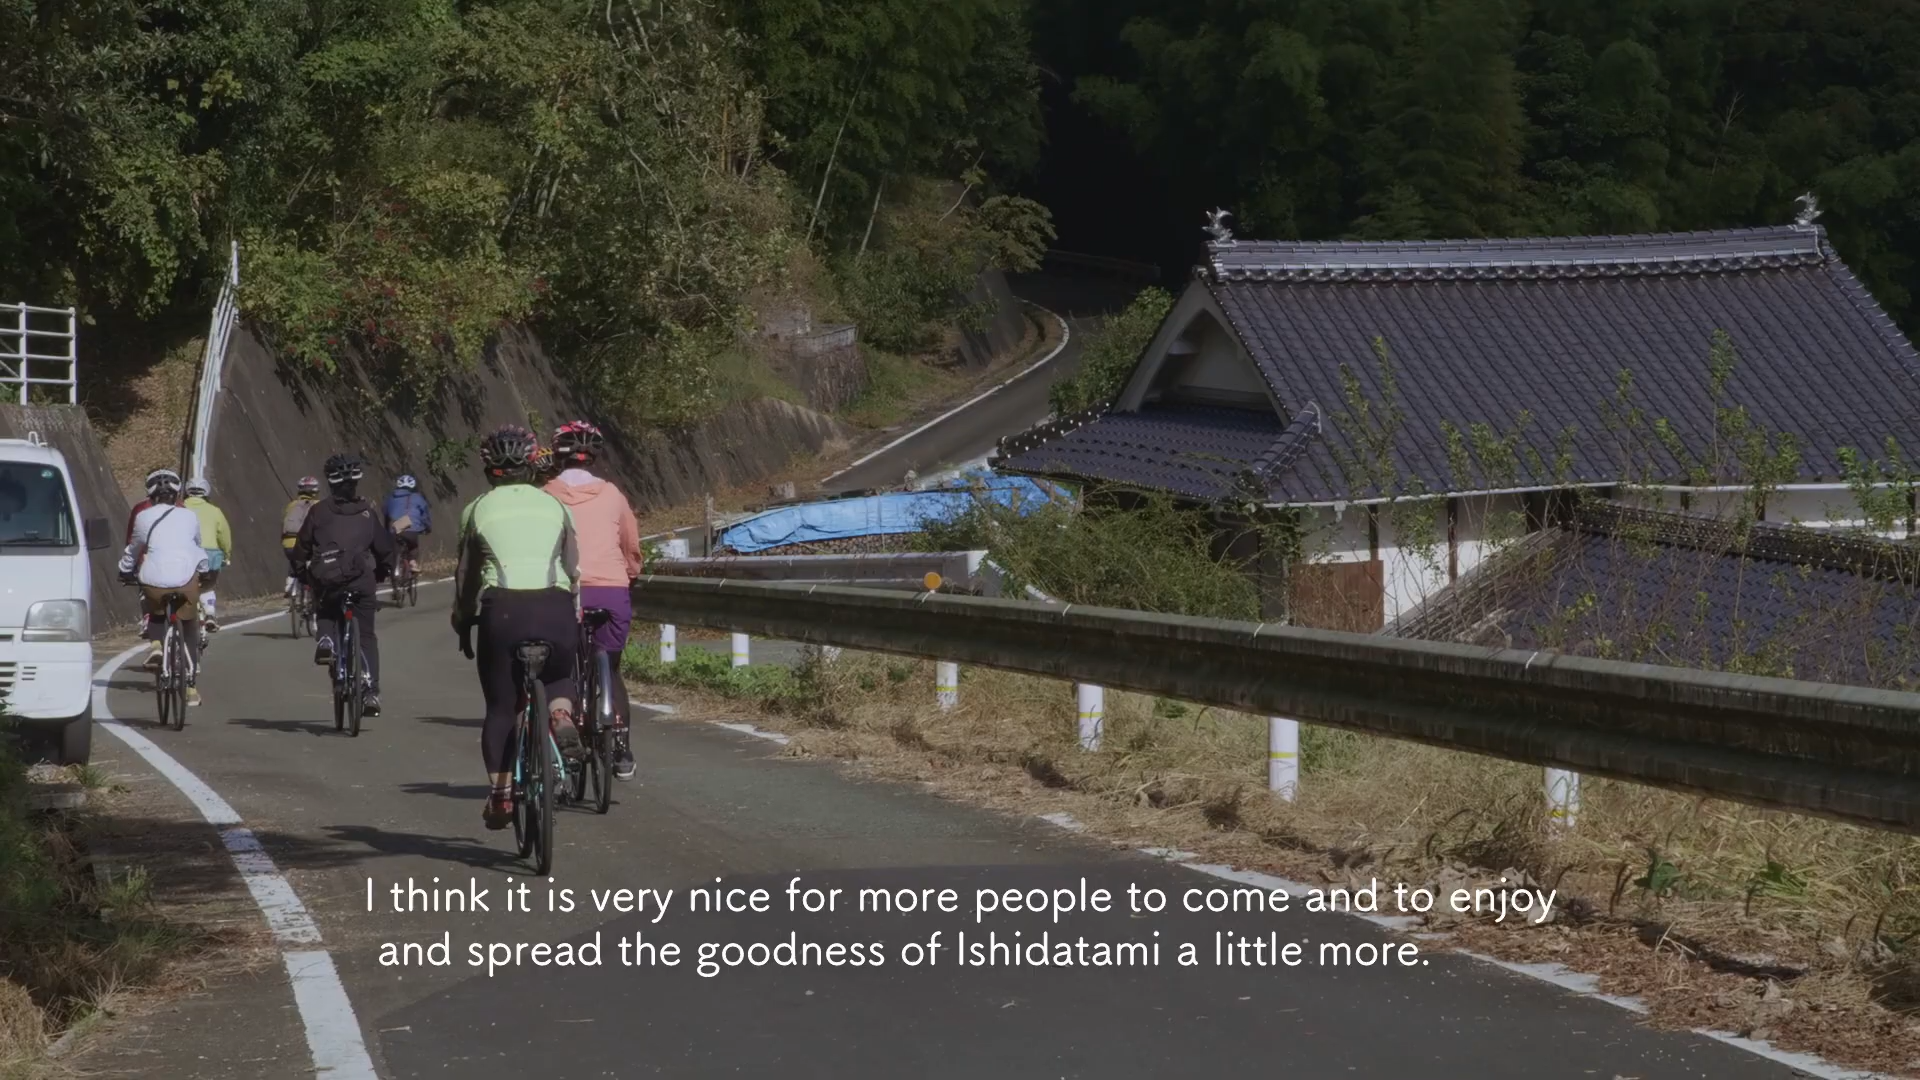 I think it is very nice for more people to come and to enjoy
and spread the goodness of Ishidatami a little more.